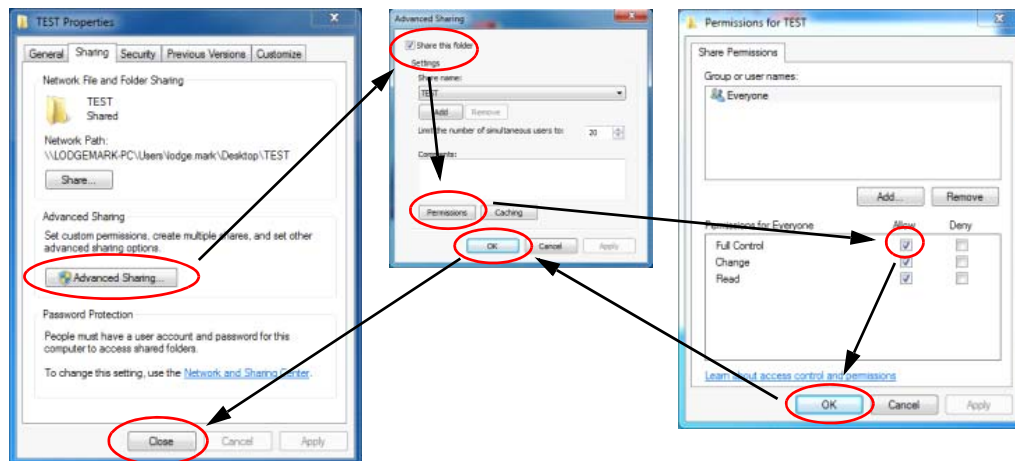 TEST Properties
X
General
Sharing
Security
Previous Versions
Customize
Network File and Folder Sharing
TEST
Shared
Network Path:
\\LODGEMARK-PC\Users\lodge.mark\Desktop\TEST
Share...
Advanced Sharing
Set custom permissions, create multiple shares, and set other
advanced sharing options.
Advanced Sharing...
Password Protection
People must have a user account and password for this
computer to access shared folders.
To change this setting, use the Network and Sharing Center.
Close
Cancel
Apply
Advanced Sharing
Share this folder
Settings
Share name:
TEST
Add
Remove
Limit the number of simultaneous users to:
20
Comments:
Permissions
Caching
OK
Cancel
Apply
Permissions for TEST
X
Share Permissions
Group or user names:
Everyone
Add...
Remove
Permissions for Everyone
Allow
Deny
Full Control
Change
Read
Learn about access control and permissions
OK
Cancel
Apply